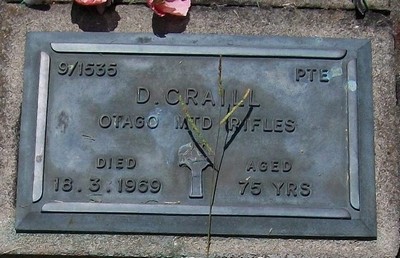 9/1535 PTE
D. CRAILL
OTAGO MTD RIFLES
DIED AGED
18.3.1969 75 YRS